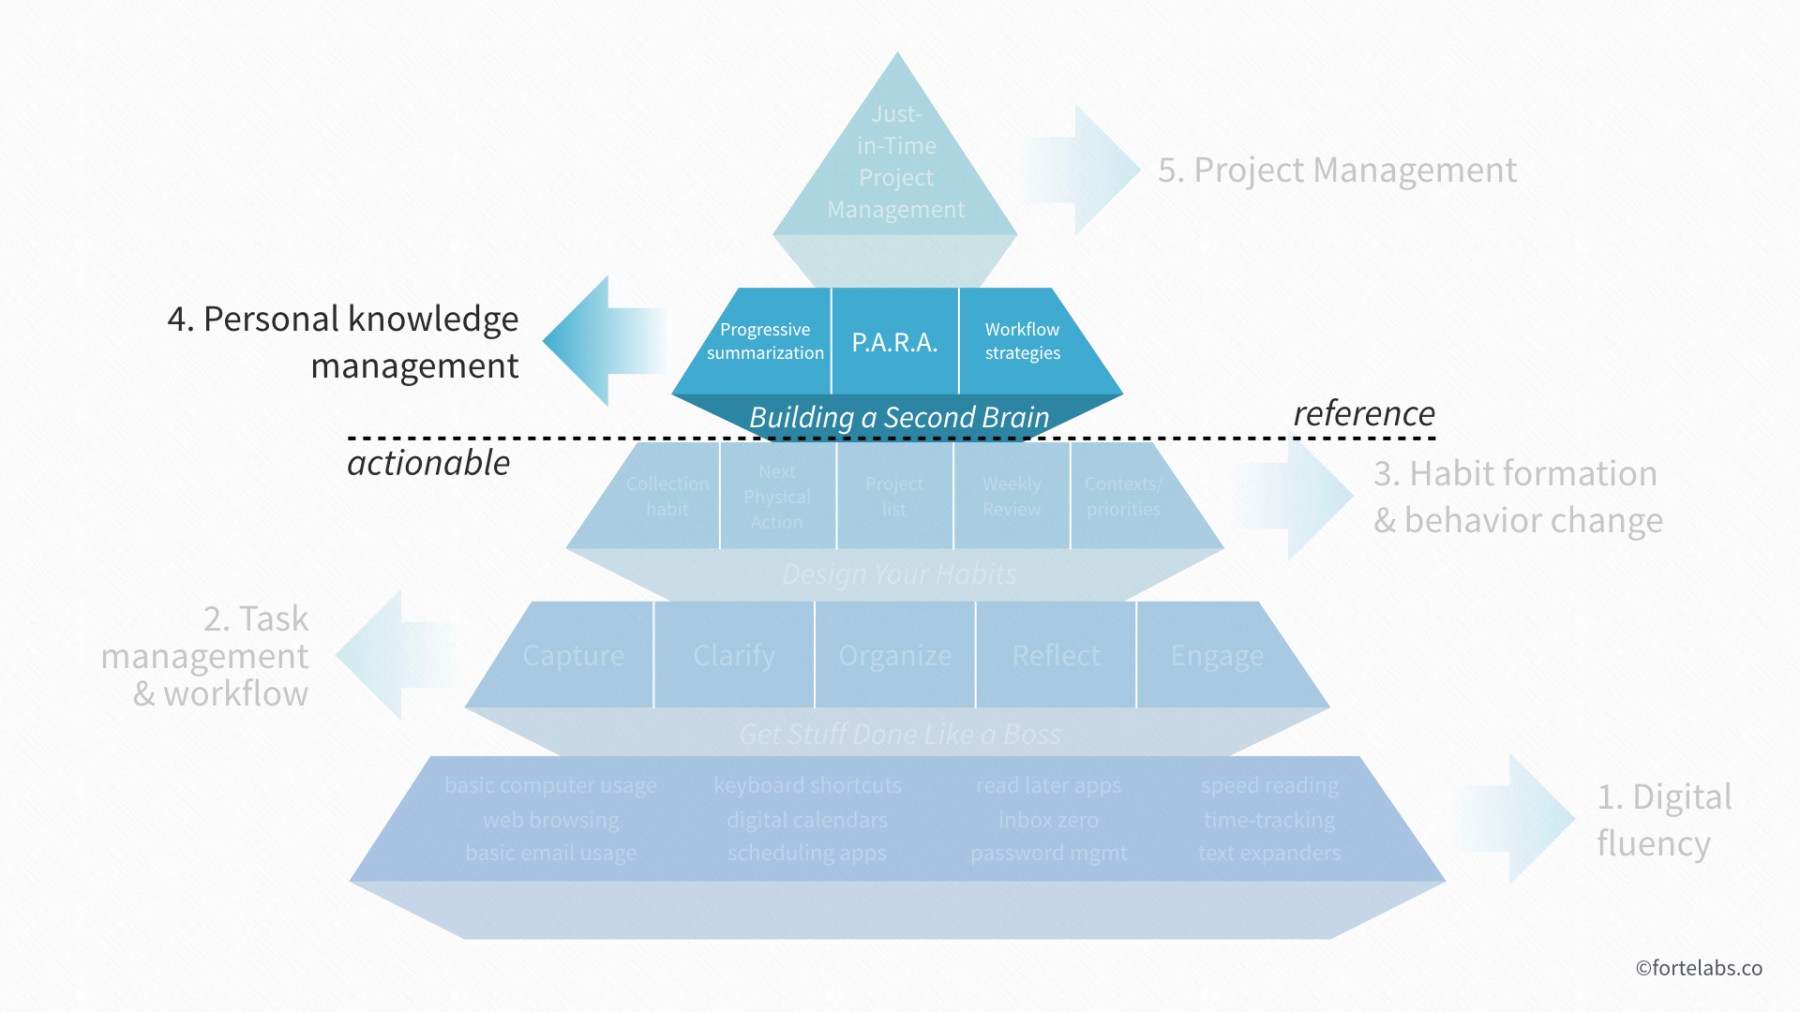 Just-
in-Time
Project
Management
5. Project Management
4. Personal knowledge
management
Progressive
summarization
P.A.R.A.
Workflow
strategies
Building a Second Brain
reference
actionable
Collection
habit
Next
Physical
Action
Project
list
Weekly
Review
Contexts/
priorities
3. Habit formation
& behavior change
Design Your Habits
2. Task
management
& workflow
Capture
Clarify
Organize
Reflect
Engage
Get Stuff Done Like a Boss
basic computer usage
web browsing
basic email usage
keyboard shortcuts
digital calendars
scheduling apps
read later apps
inbox zero
password mgmt
speed reading
time-tracking
text expanders
1. Digital
fluency
©fortelabs.co